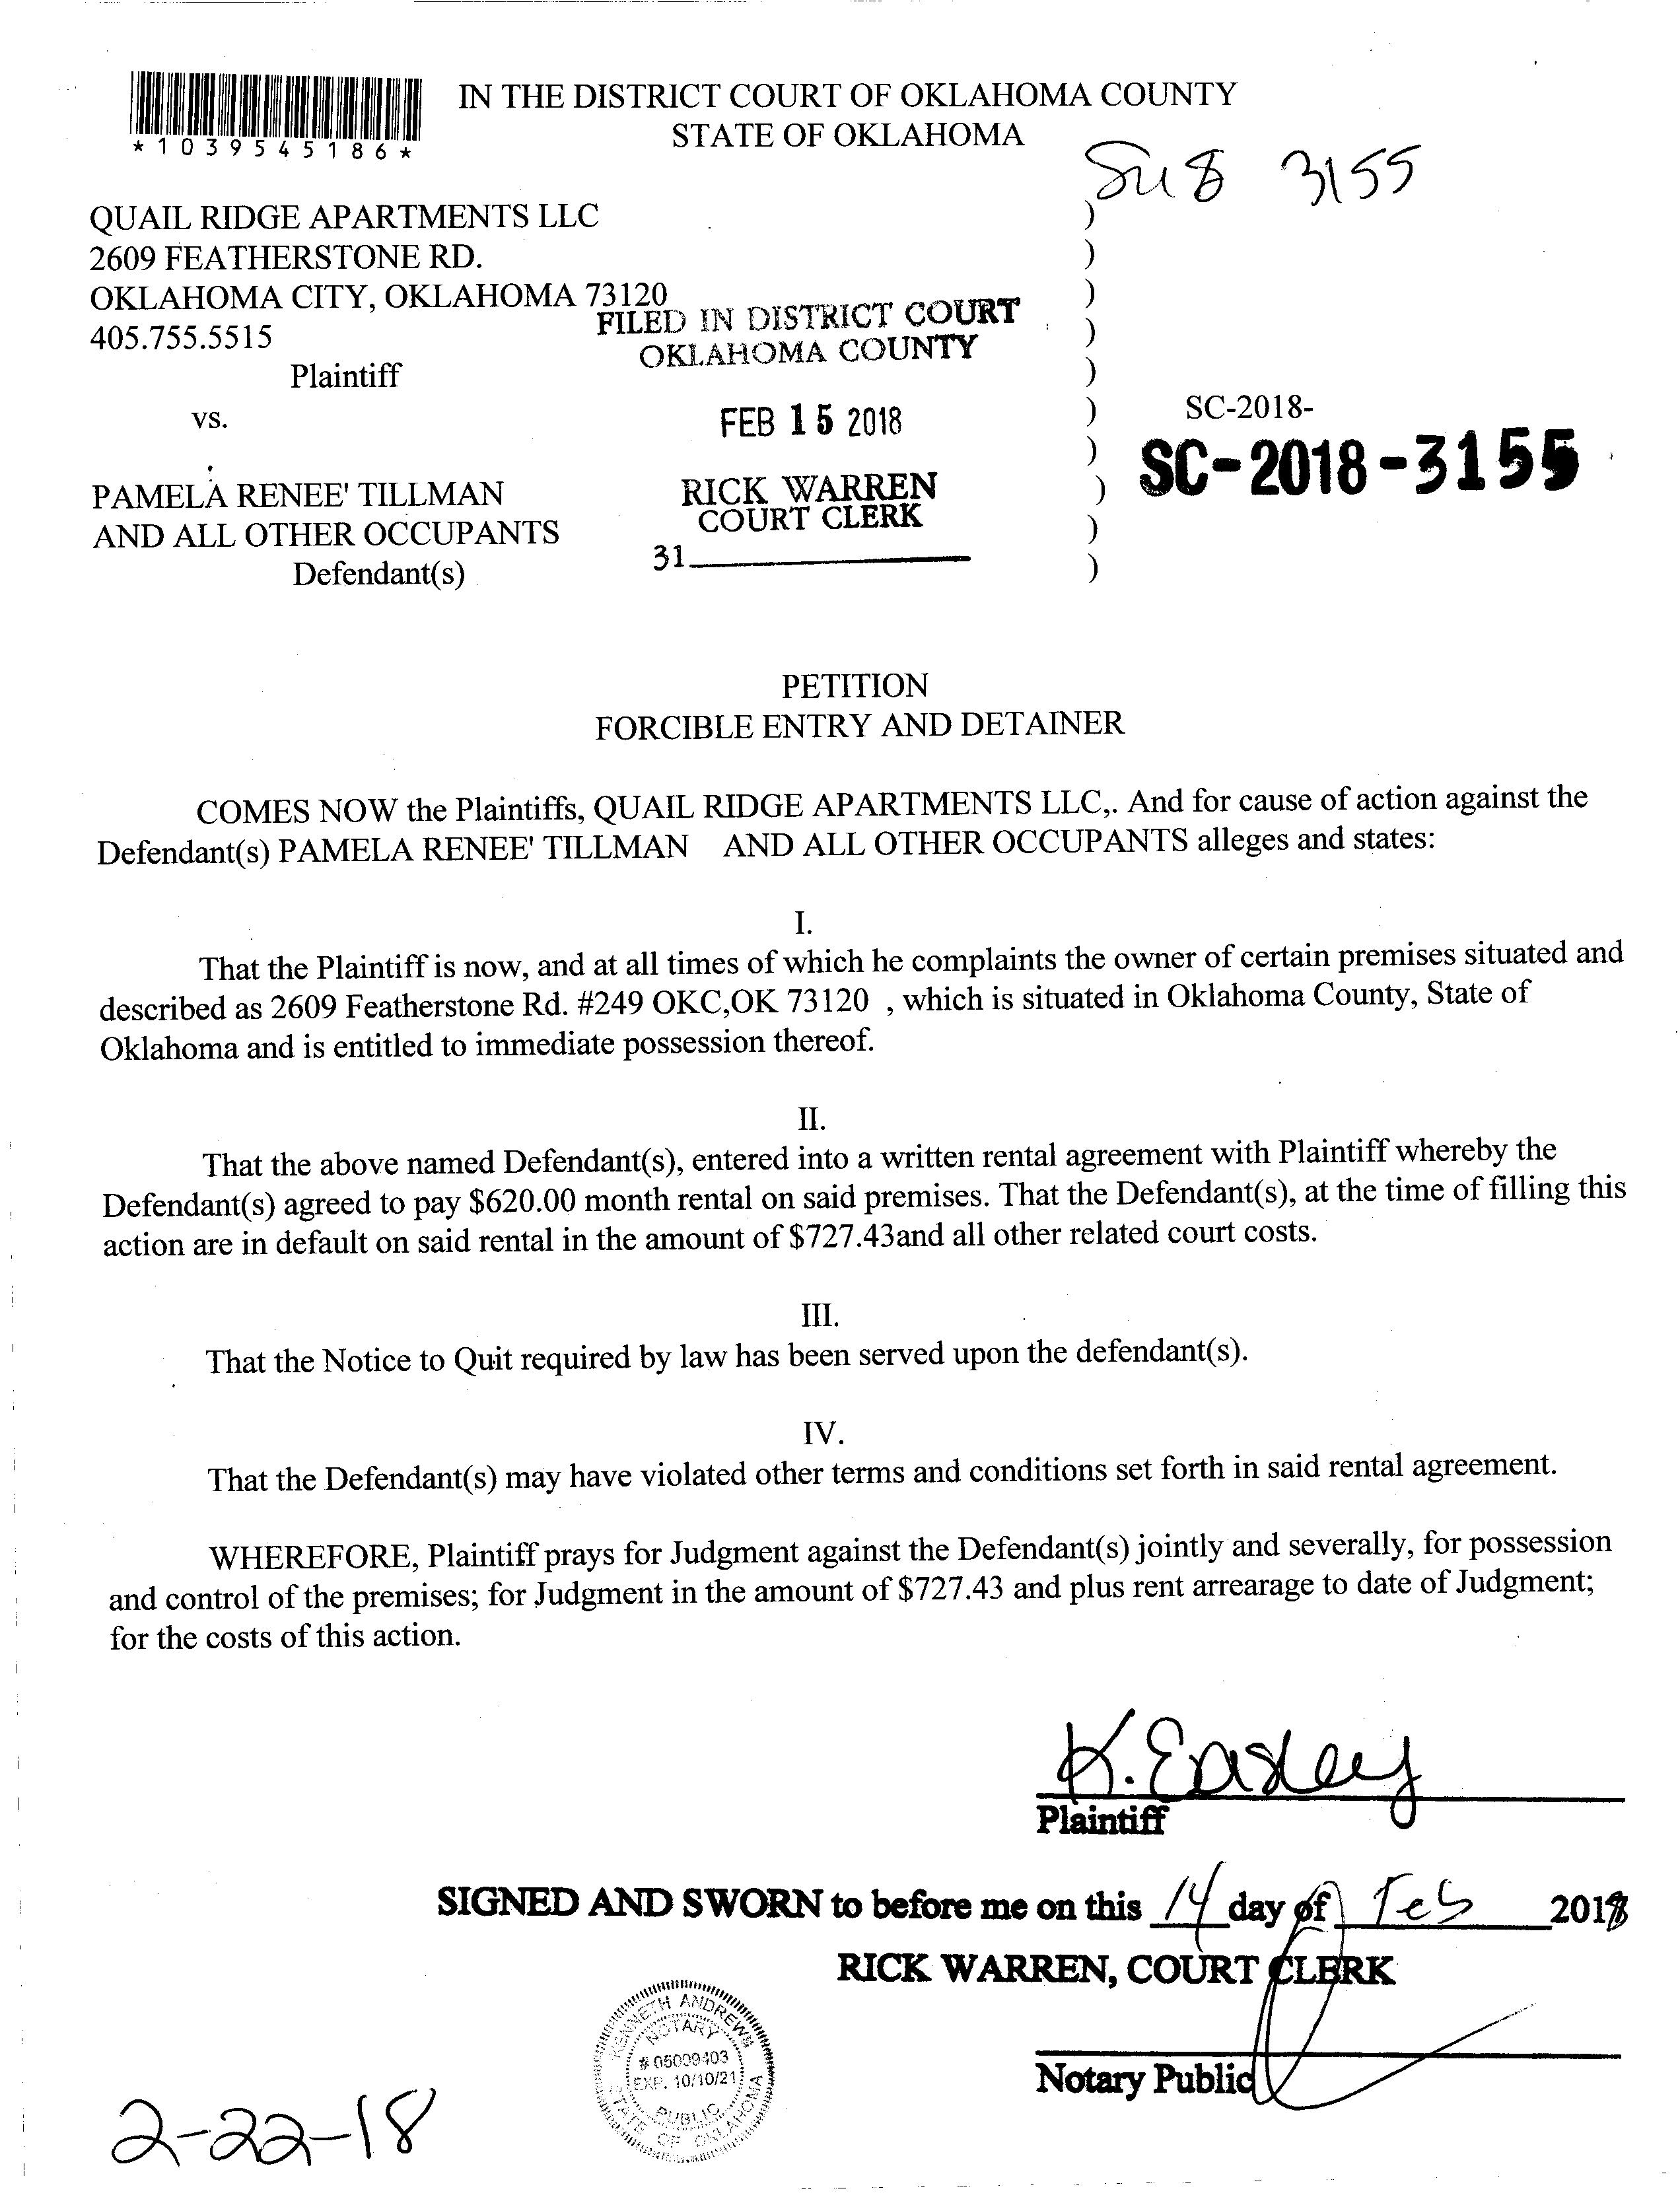 *1039545186*
IN THE DISTRICT COURT OF OKLAHOMA COUNTY
STATE OF OKLAHOMA
3155
QUAIL RIDGE APARTMENTS LLC
2609 FEATHERSTONE RD.
OKLAHOMA CITY, OKLAHOMA 73120
405.755.5515
Plaintiff
vs.
PAMELA RENEE' TILLMAN
AND ALL OTHER OCCUPANTS
Defendant(s)
FILED IN DISTRICT COURT
OKLAHOMA COUNTY
FEB 15 2018
RICK WARREN
COURT CLERK
31
)
)
)
)
)
)
)
)
)
)
SC-2018-
SC-2018-3155
PETITION
FORCIBLE ENTRY AND DETAINER
COMES NOW the Plaintiffs, QUAIL RIDGE APARTMENTS LLC,. And for cause of action against the
Defendant(s) PAMELA RENEE' TILLMAN AND ALL OTHER OCCUPANTS alleges and states:
I.
That the Plaintiff is now, and at all times of which he complaints the owner of certain premises situated and
described as 2609 Featherstone Rd. #249 OKC,OK 73120 , which is situated in Oklahoma County, State of
Oklahoma and is entitled to immediate possession thereof.
II.
That the above named Defendant(s), entered into a written rental agreement with Plaintiff whereby the
Defendant(s) agreed to pay $620.00 month rental on said premises. That the Defendant(s), at the time of filling this
action are in default on said rental in the amount of $727.43and all other related court costs.
III.
That the Notice to Quit required by law has been served upon the defendant(s).
IV.
That the Defendant(s) may have violated other terms and conditions set forth in said rental agreement.
WHEREFORE, Plaintiff prays for Judgment against the Defendant(s) jointly and severally, for possession
and control of the premises; for Judgment in the amount of $727.43 and plus rent arrearage to date of Judgment;
for the costs of this action.
K. Easley
Plaintiff
SIGNED AND SWORN to before me on this 14 day of Feb 2018
RICK WARREN, COURT CLERK
Notary Public
KENNETH ANDREWS
NOTARY
# 05009403
EXP. 10/10/21
PUBLIC
STATE OF OKLAHOMA
2-22-18